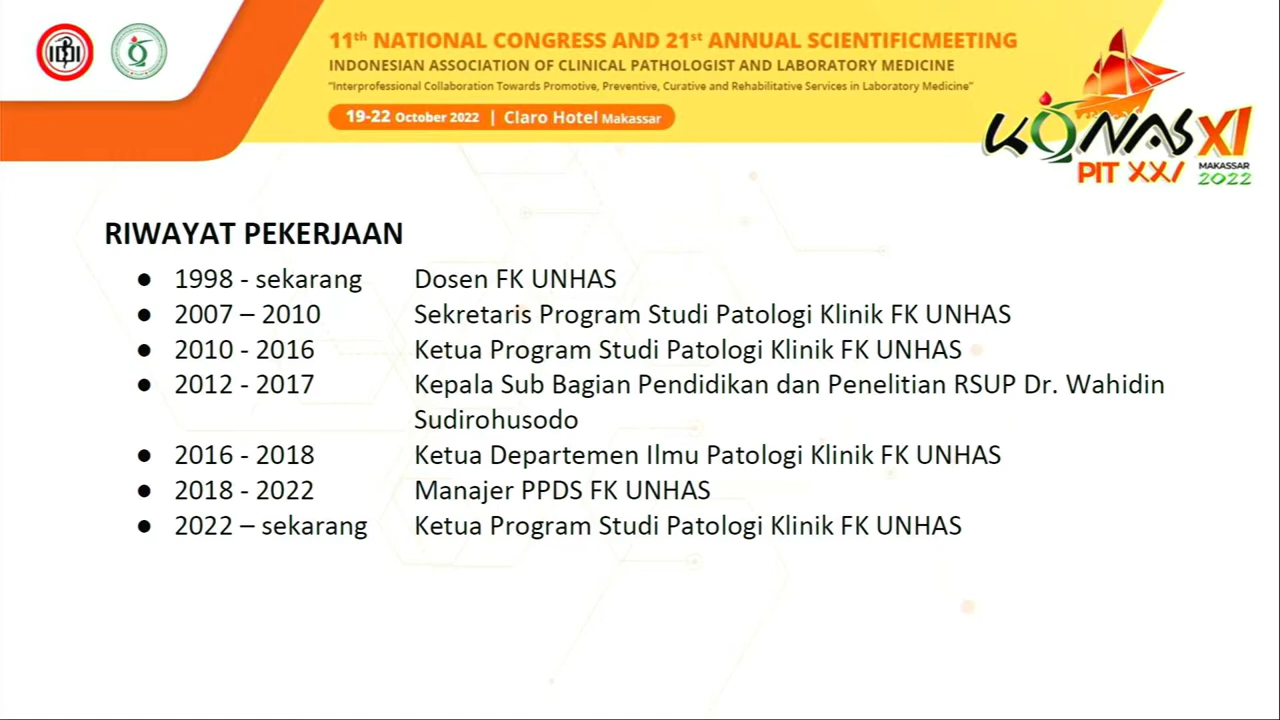 11th NATIONAL CONGRESS AND 21st ANNUAL SCIENTIFICMEETING
INDONESIAN ASSOCIATION OF CLINICAL PATHOLOGIST AND LABORATORY MEDICINE
"Interprofessional Collaboration Towards Promotive, Preventive, Curative and Rehabilitative Services in Laboratory Medicine"
19-22 October 2022 | Claro Hotel Makassar
KONAS XI
PIT XXI MAKASSAR 2022
RIWAYAT PEKERJAAN
● 1998 - sekarang Dosen FK UNHAS
● 2007 – 2010 Sekretaris Program Studi Patologi Klinik FK UNHAS
● 2010 - 2016 Ketua Program Studi Patologi Klinik FK UNHAS
● 2012 - 2017 Kepala Sub Bagian Pendidikan dan Penelitian RSUP Dr. Wahidin
Sudirohusodo
● 2016 - 2018 Ketua Departemen Ilmu Patologi Klinik FK UNHAS
● 2018 - 2022 Manajer PPDS FK UNHAS
● 2022 – sekarang Ketua Program Studi Patologi Klinik FK UNHAS